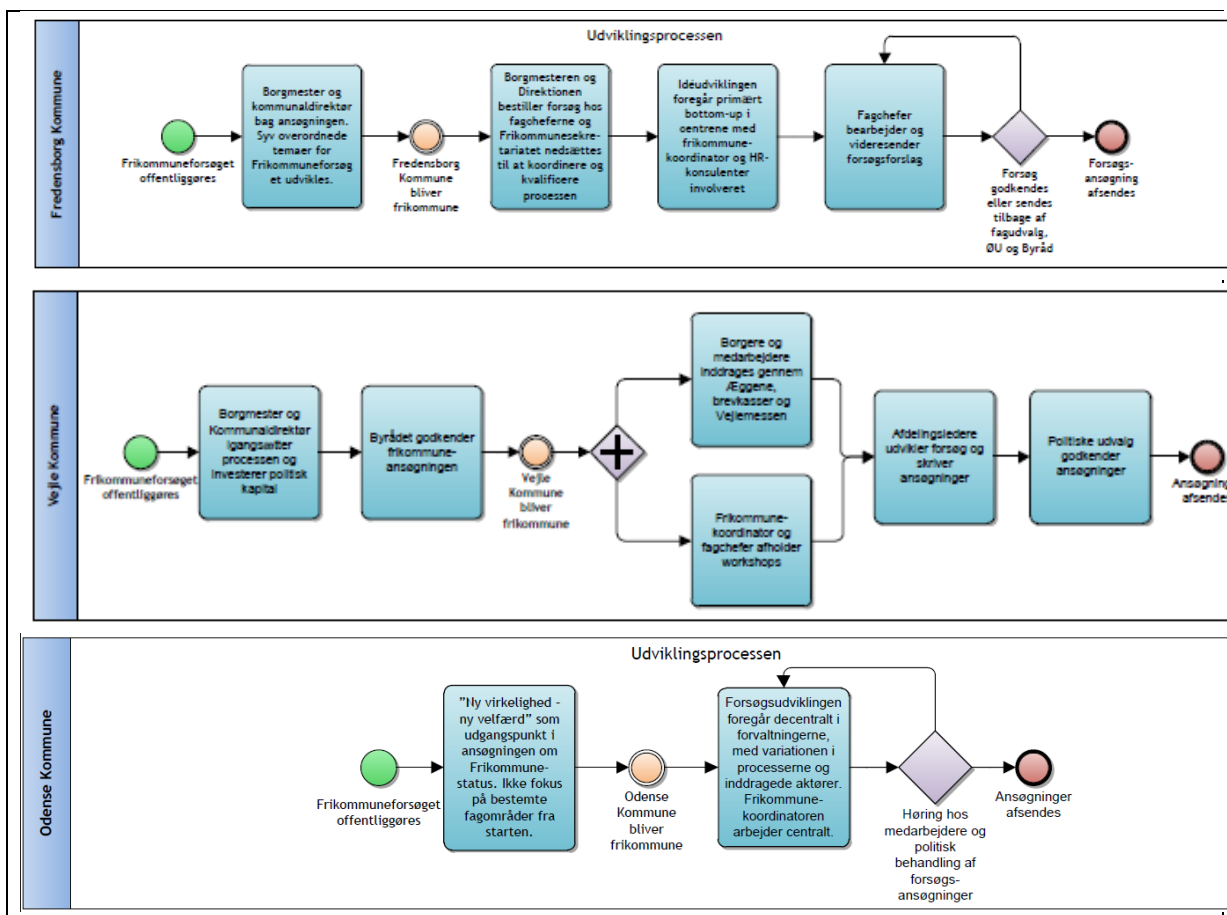 Fredensborg Kommune
Udviklingsprocessen
Frikommuneforsøget
offentliggøres
Borgmester og
kommunaldirektør
bag ansøgningen.
Syv overordnede
temaer for
Frikommuneforsøg
et udvikles.
Fredensborg
Kommune
bliver
frikommune
Borgmesteren og
Direktionen
bestiller forsøg hos
fagcheferne og
Frikommunesekre-
tariatet nedsættes
til at koordinere og
kvalificere
processen
Idéudviklingen
foregår primært
bottom-up i
centrene med
frikommune-
koordinator og HR-
konsulenter
involveret
Fagchefer
bearbejder og
videresender
forsøgsforslag
Forsøg
godkendes
eller sendes
tilbage af
fagudvalg,
ØU og Byråd
Forsøgs-
ansøgning
afsendes
Vejle Kommune
Frikommuneforsøget
offentliggøres
Borgmester og
Kommunaldirektør
igangsætter
processen og
investerer politisk
kapital
Byrådet godkender
frikommune-
ansøgningen
Vejle
Kommune
bliver
frikommune
Borgere og
medarbejdere
inddrages gennem
Æggene,
brevkasser og
Vejlemessen
Frikommune-
koordinator og
fagchefer afholder
workshops
Afdelingsledere
udvikler forsøg og
skriver
ansøgninger
Politiske udvalg
godkender
ansøgninger
Ansøgning
afsendes
Odense Kommune
Udviklingsprocessen
Frikommuneforsøget
offentliggøres
”Ny virkelighed -
ny velfærd” som
udgangspunkt i
ansøgningen om
Frikommune-
status. Ikke fokus
på bestemte
fagområder fra
starten.
Odense
Kommune
bliver
frikommune
Forsøgsudviklingen
foregår decentralt i
forvaltningerne,
med variationen i
processerne og
inddragede aktører.
Frikommune-
koordinatoren
arbejder centralt.
Høring hos
medarbejdere og
politisk
behandling af
forsøgs-
ansøgninger
Ansøgninger
afsendes